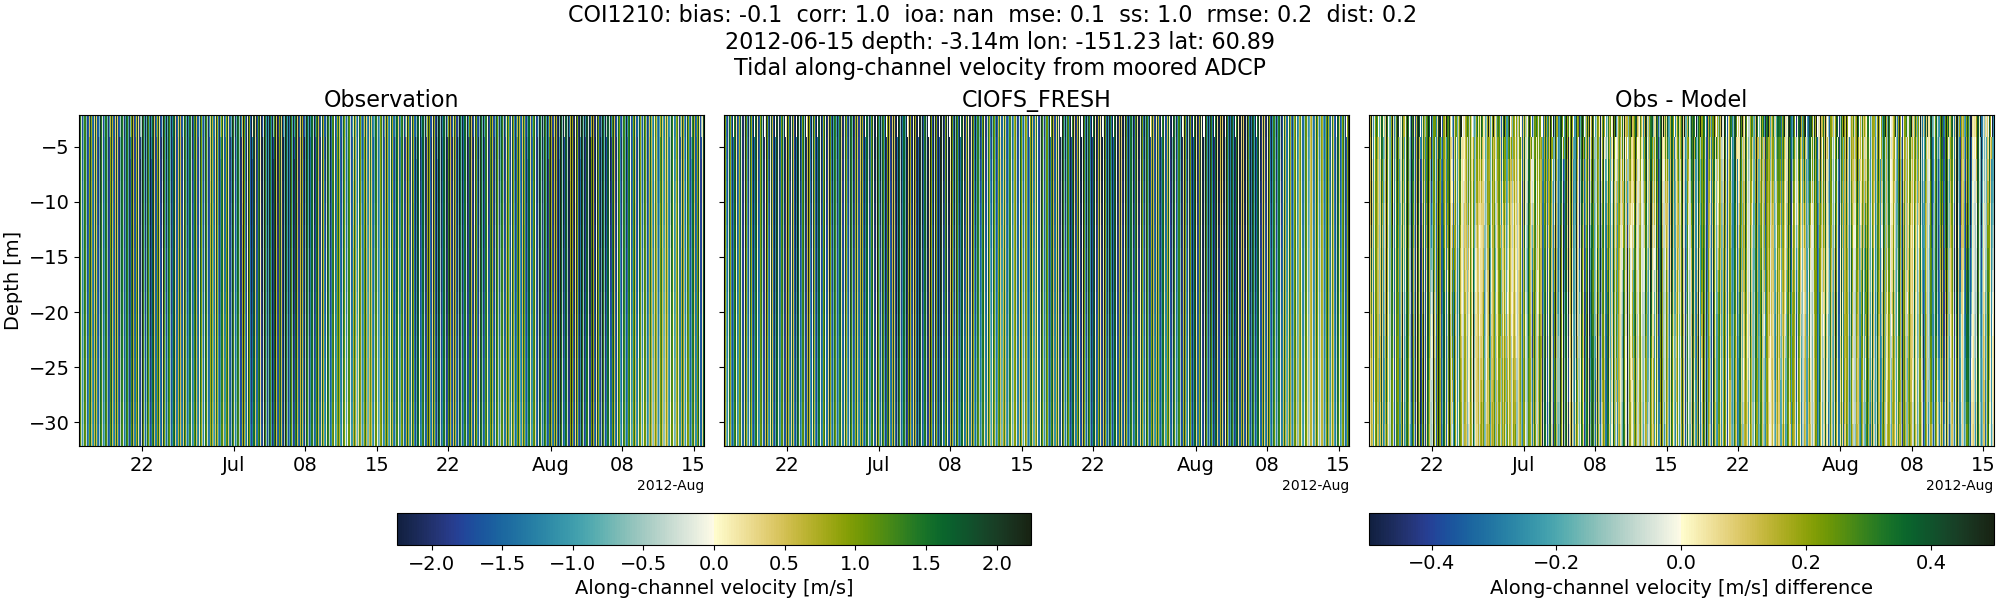 COI1210: bias: -0.1  corr: 1.0  ioa: nan  mse: 0.1  ss: 1.0  rmse: 0.2  dist: 0.2
2012-06-15 depth: -3.14m lon: -151.23 lat: 60.89
Tidal along-channel velocity from moored ADCP
Observation
CIOFS_FRESH
Obs - Model
Depth [m]
−5
−10
−15
−20
−25
−30
22 Jul 08 15 22 Aug 08 15
2012-Aug
22 Jul 08 15 22 Aug 08 15
2012-Aug
22 Jul 08 15 22 Aug 08 15
2012-Aug
−2.0 −1.5 −1.0 −0.5 0.0 0.5 1.0 1.5 2.0
Along-channel velocity [m/s]
−0.4 −0.2 0.0 0.2 0.4
Along-channel velocity [m/s] difference